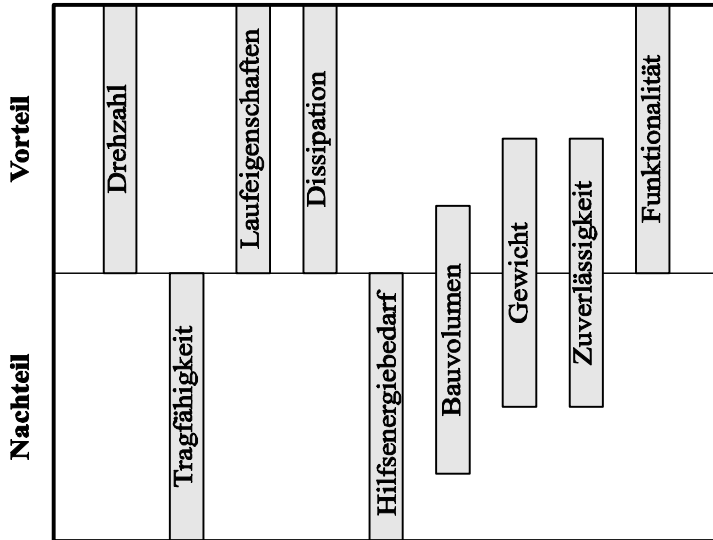 Vorteil
Nachteil
Drehzahl
Tragfähigkeit
Laufeigenschaften
Dissipation
Hilfsenergiebedarf
Bauvolumen
Gewicht
Zuverlässigkeit
Funktionalität